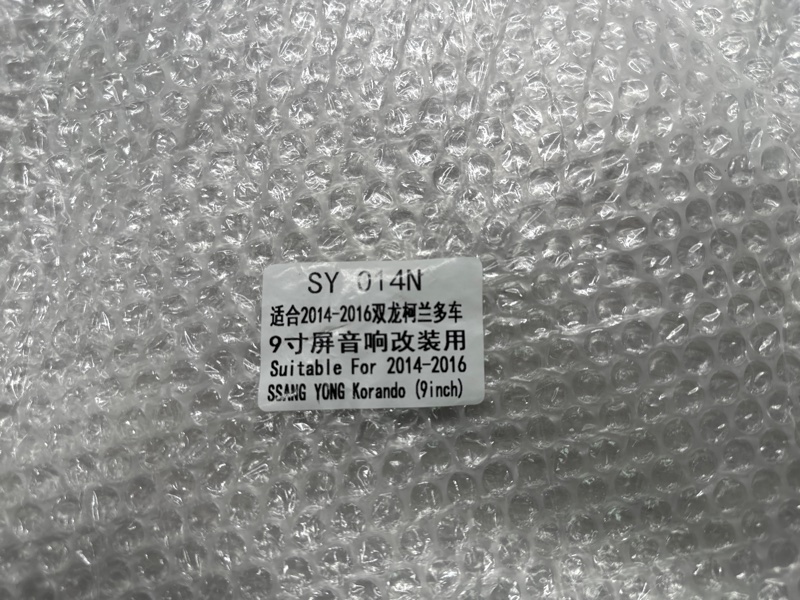 SY 014N
适合2014-2016双龙柯兰多车
9寸屏音响改装用
Suitable For 2014-2016
SSANG YONG Korando (9inch)